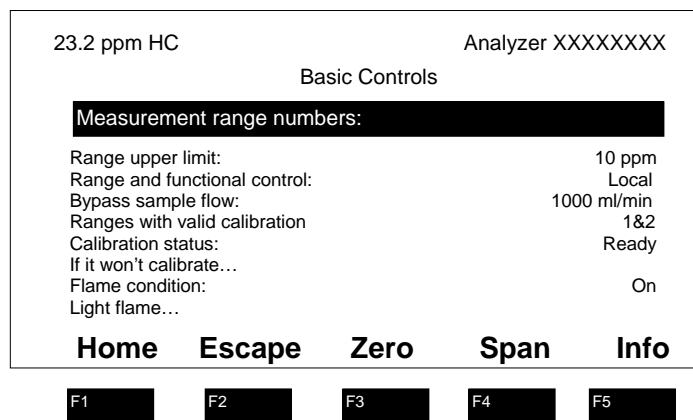 23.2 ppm HC Analyzer XXXXXXXX
Basic Controls
Measurement range numbers:
Range upper limit: 10 ppm
Range and functional control: Local
Bypass sample flow: 1000 ml/min
Ranges with valid calibration 1&2
Calibration status: Ready
If it won't calibrate…
Flame condition: On
Light flame…
Home Escape Zero Span Info
F1 F2 F3 F4 F5